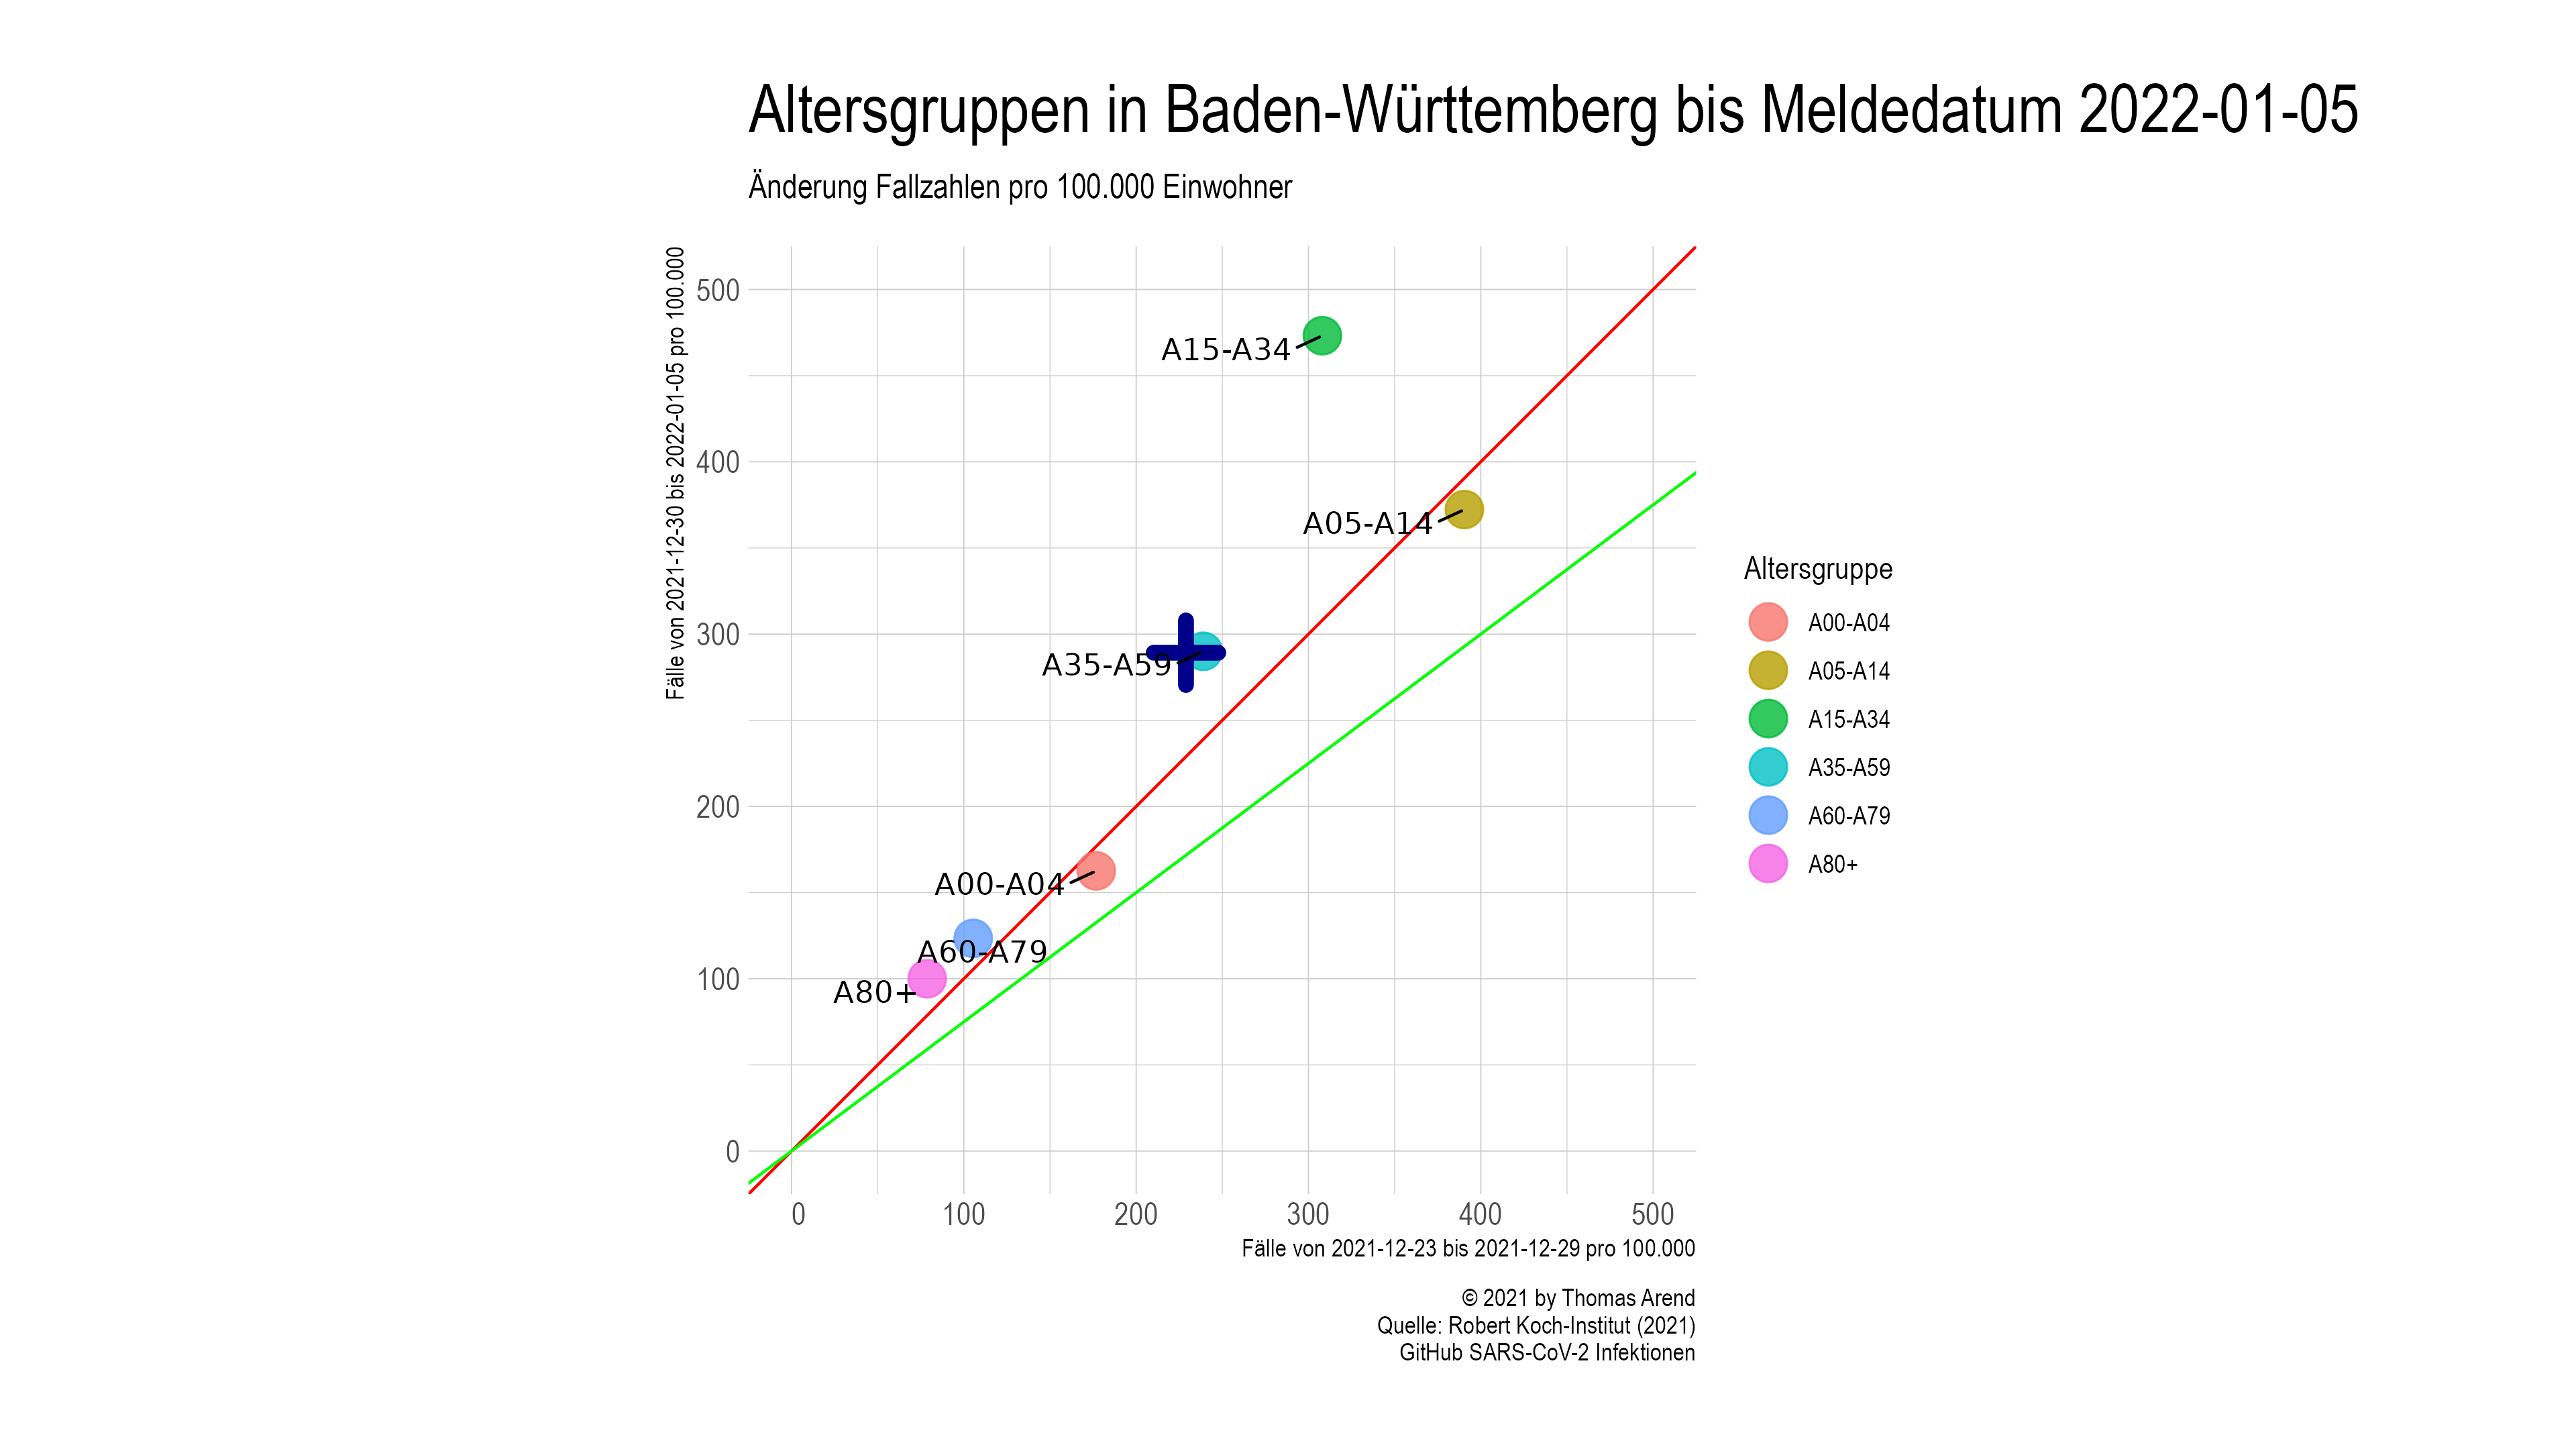 Altersgruppen in Baden-Württemberg bis Meldedatum 2022-01-05
Änderung Fallzahlen pro 100.000 Einwohner
Fälle von 2021-12-30 bis 2022-01-05 pro 100.000
500
400
300
200
100
0
A15-A34
A05-A14
A35-A59
A00-A04
A60-A79
A80+
0
100
200
300
400
500
Fälle von 2021-12-23 bis 2021-12-29 pro 100.000
Altersgruppe
A00-A04
A05-A14
A15-A34
A35-A59
A60-A79
A80+
© 2021 by Thomas Arend
Quelle: Robert Koch-Institut (2021)
GitHub SARS-CoV-2 Infektionen